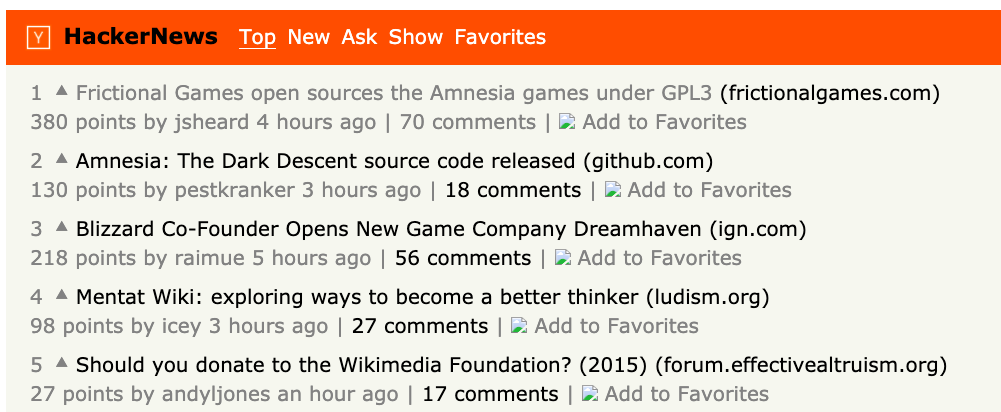 Y HackerNews Top New Ask Show Favorites
1 ▲ Frictional Games open sources the Amnesia games under GPL3 (frictionalgames.com)
380 points by jsheard 4 hours ago | 70 comments | Add to Favorites
2 ▲ Amnesia: The Dark Descent source code released (github.com)
130 points by pestkranker 3 hours ago | 18 comments | Add to Favorites
3 ▲ Blizzard Co-Founder Opens New Game Company Dreamhaven (ign.com)
218 points by raimue 5 hours ago | 56 comments | Add to Favorites
4 ▲ Mentat Wiki: exploring ways to become a better thinker (ludism.org)
98 points by icey 3 hours ago | 27 comments | Add to Favorites
5 ▲ Should you donate to the Wikimedia Foundation? (2015) (forum.effectivealtruism.org)
27 points by andyljones an hour ago | 17 comments | Add to Favorites